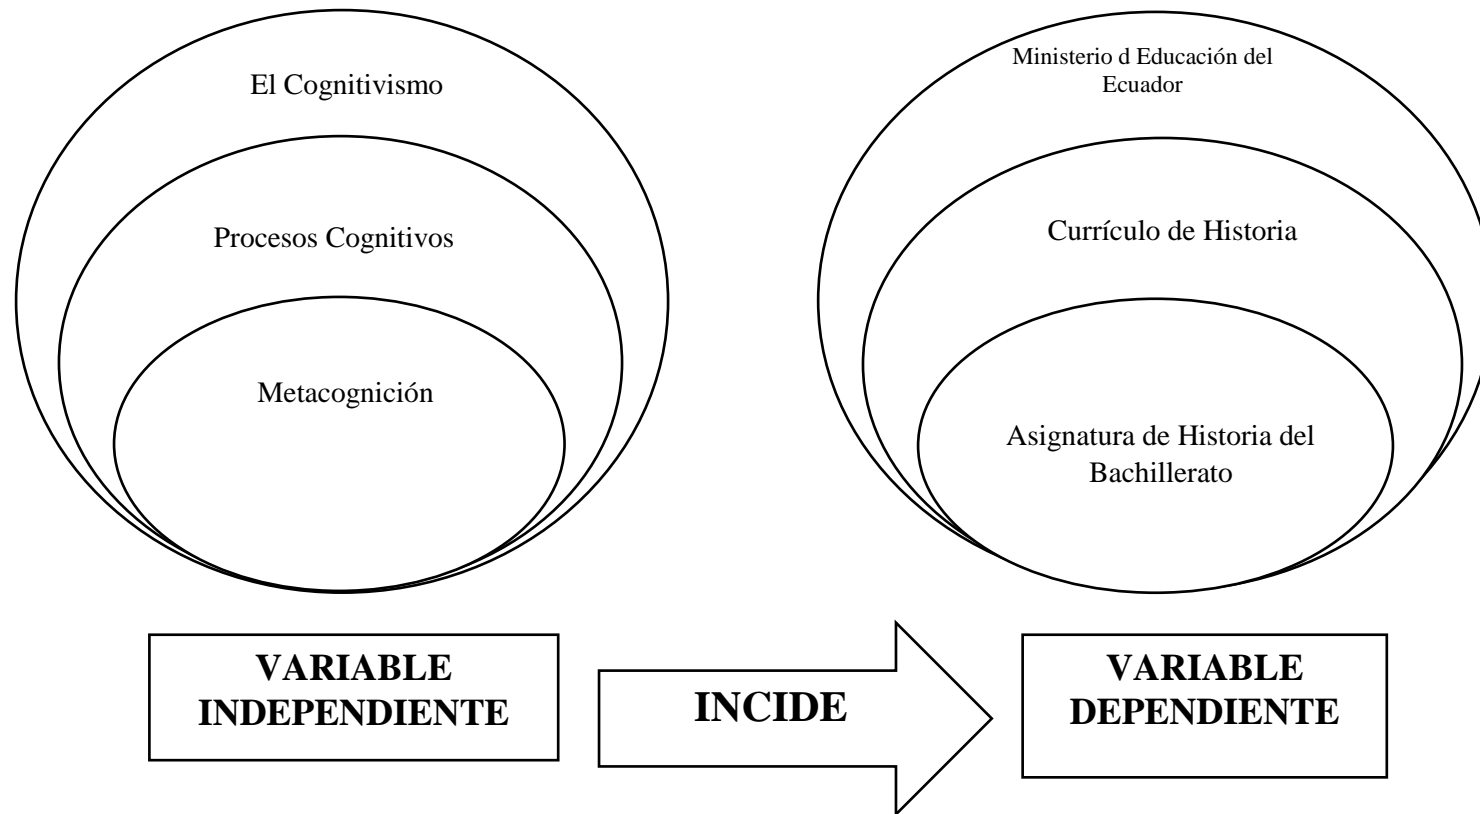 El Cognitivismo
Procesos Cognitivos
Metacognición
Ministerio d Educación del
Ecuador
Currículo de Historia
Asignatura de Historia del
Bachillerato
VARIABLE
INDEPENDIENTE
INCIDE
VARIABLE
DEPENDIENTE